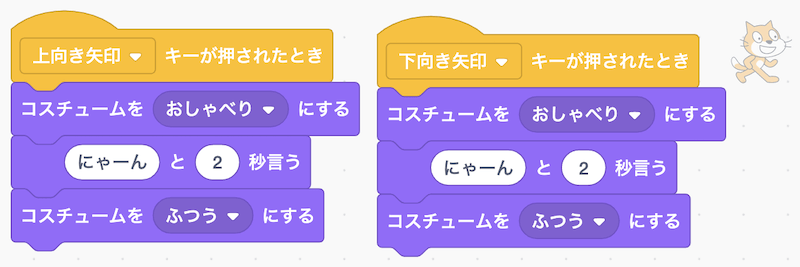 上向き矢印 キーが押されたとき
コスチュームを おしゃべり にする
にゃーん と 2 秒言う
コスチュームを ふつう にする
下向き矢印 キーが押されたとき
コスチュームを おしゃべり にする
にゃーん と 2 秒言う
コスチュームを ふつう にする